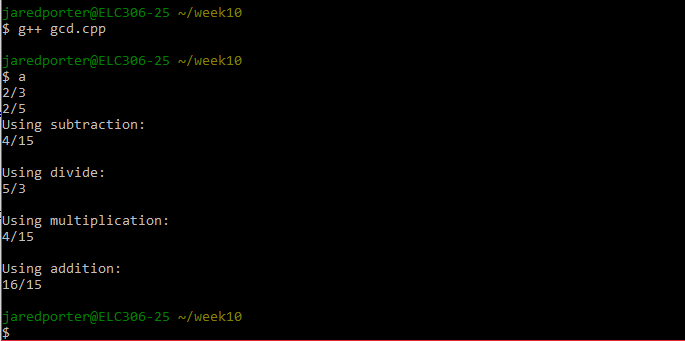 jaredporter@ELC306-25 ~/week10
$ g++ gcd.cpp
jaredporter@ELC306-25 ~/week10
$ a
2/3
2/5
Using subtraction:
4/15
Using divide:
5/3
Using multiplication:
4/15
Using addition:
16/15
jaredporter@ELC306-25 ~/week10
$